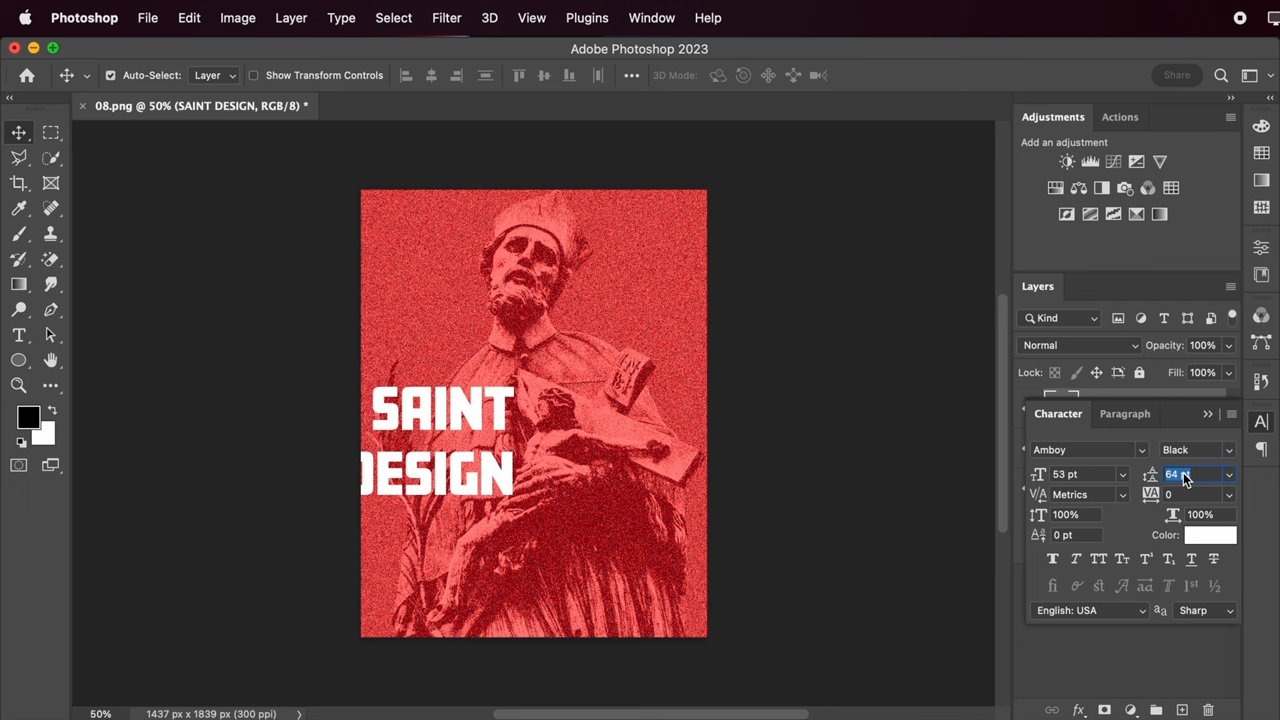 Photoshop File Edit Image Layer Type Select Filter 3D View Plugins Window Help
Adobe Photoshop 2023
Auto-Select: Layer Show Transform Controls 3D Mode: Share
08.png @ 50% (SAINT DESIGN, RGB/8) *
Adjustments Actions
Add an adjustment
Layers
Kind
Normal Opacity: 100%
Lock: Fill: 100%
SAINT
DESIGN
Character Paragraph
Amboy Black
53 pt 64 pt
Metrics 0
100% 100%
0 pt Color:
English: USA Sharp
50% 1437 px x 1839 px (300 ppi)